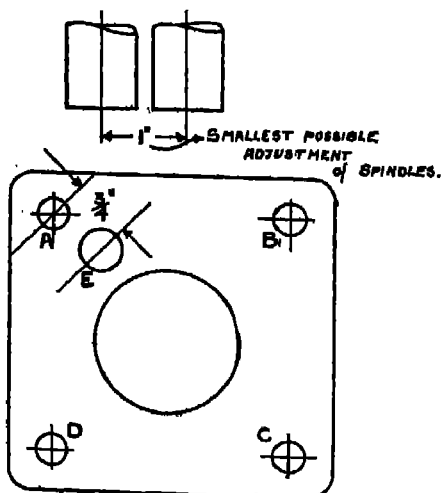 1"
SMALLEST POSSIBLE
ADJUSTMENT
of SPINDLES.
3/4"
A
B
E
D
C